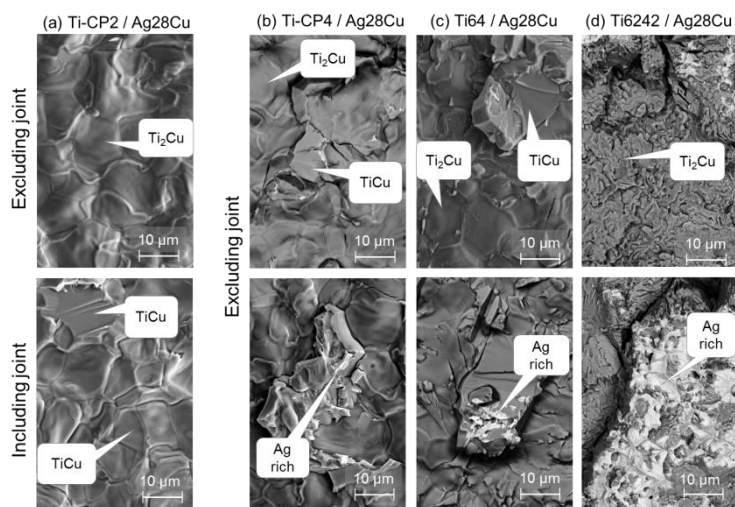 (a) Ti-CP2 / Ag28Cu
(b) Ti-CP4 / Ag28Cu
(c) Ti64 / Ag28Cu
(d) Ti6242 / Ag28Cu
Excluding joint
Ti₂Cu
10 µm
Including joint
TiCu
TiCu
10 µm
Excluding joint
Ti₂Cu
TiCu
10 µm
Ti₂Cu
TiCu
10 µm
Ti₂Cu
10 µm
Ag
rich
10 µm
Ag
rich
10 µm
Ag
rich
10 µm